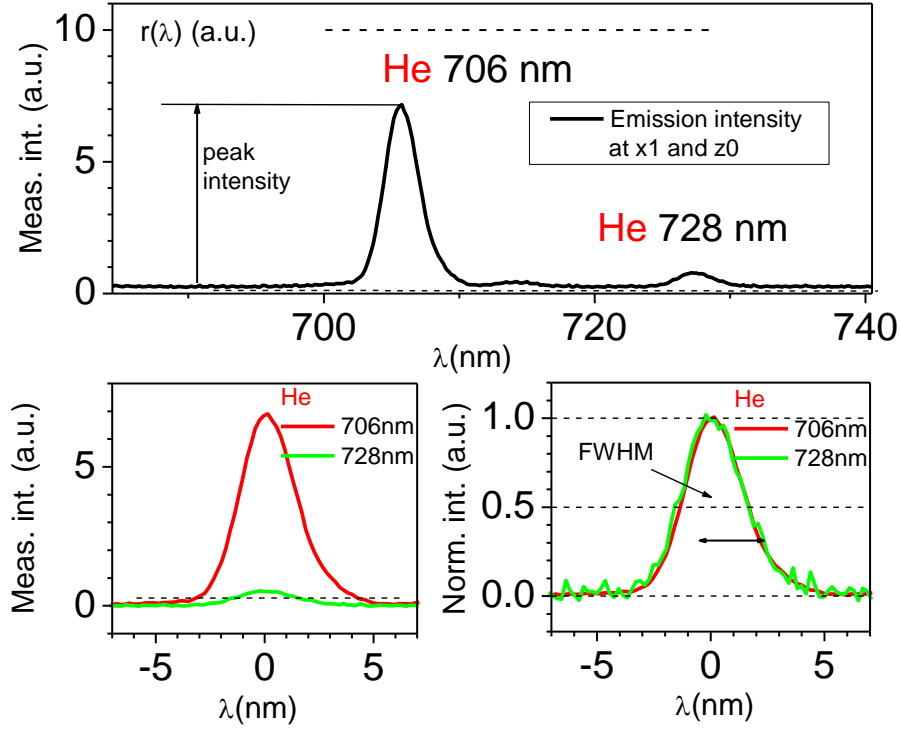 r(λ) (a.u.)
He 706 nm
peak
intensity
Emission intensity
at x1 and z0
He 728 nm
Meas. int. (a.u.)
10
5
0
700
720
740
λ(nm)
He
706nm
728nm
Meas. int. (a.u.)
5
0
-5
0
5
λ(nm)
He
706nm
728nm
FWHM
Norm. int. (a.u.)
1.0
0.5
0.0
-5
0
5
λ(nm)